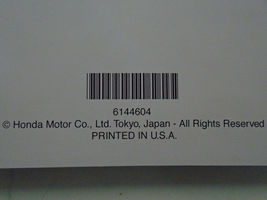 6144604
© Honda Motor Co., Ltd. Tokyo, Japan - All Rights Reserved
PRINTED IN U.S.A.